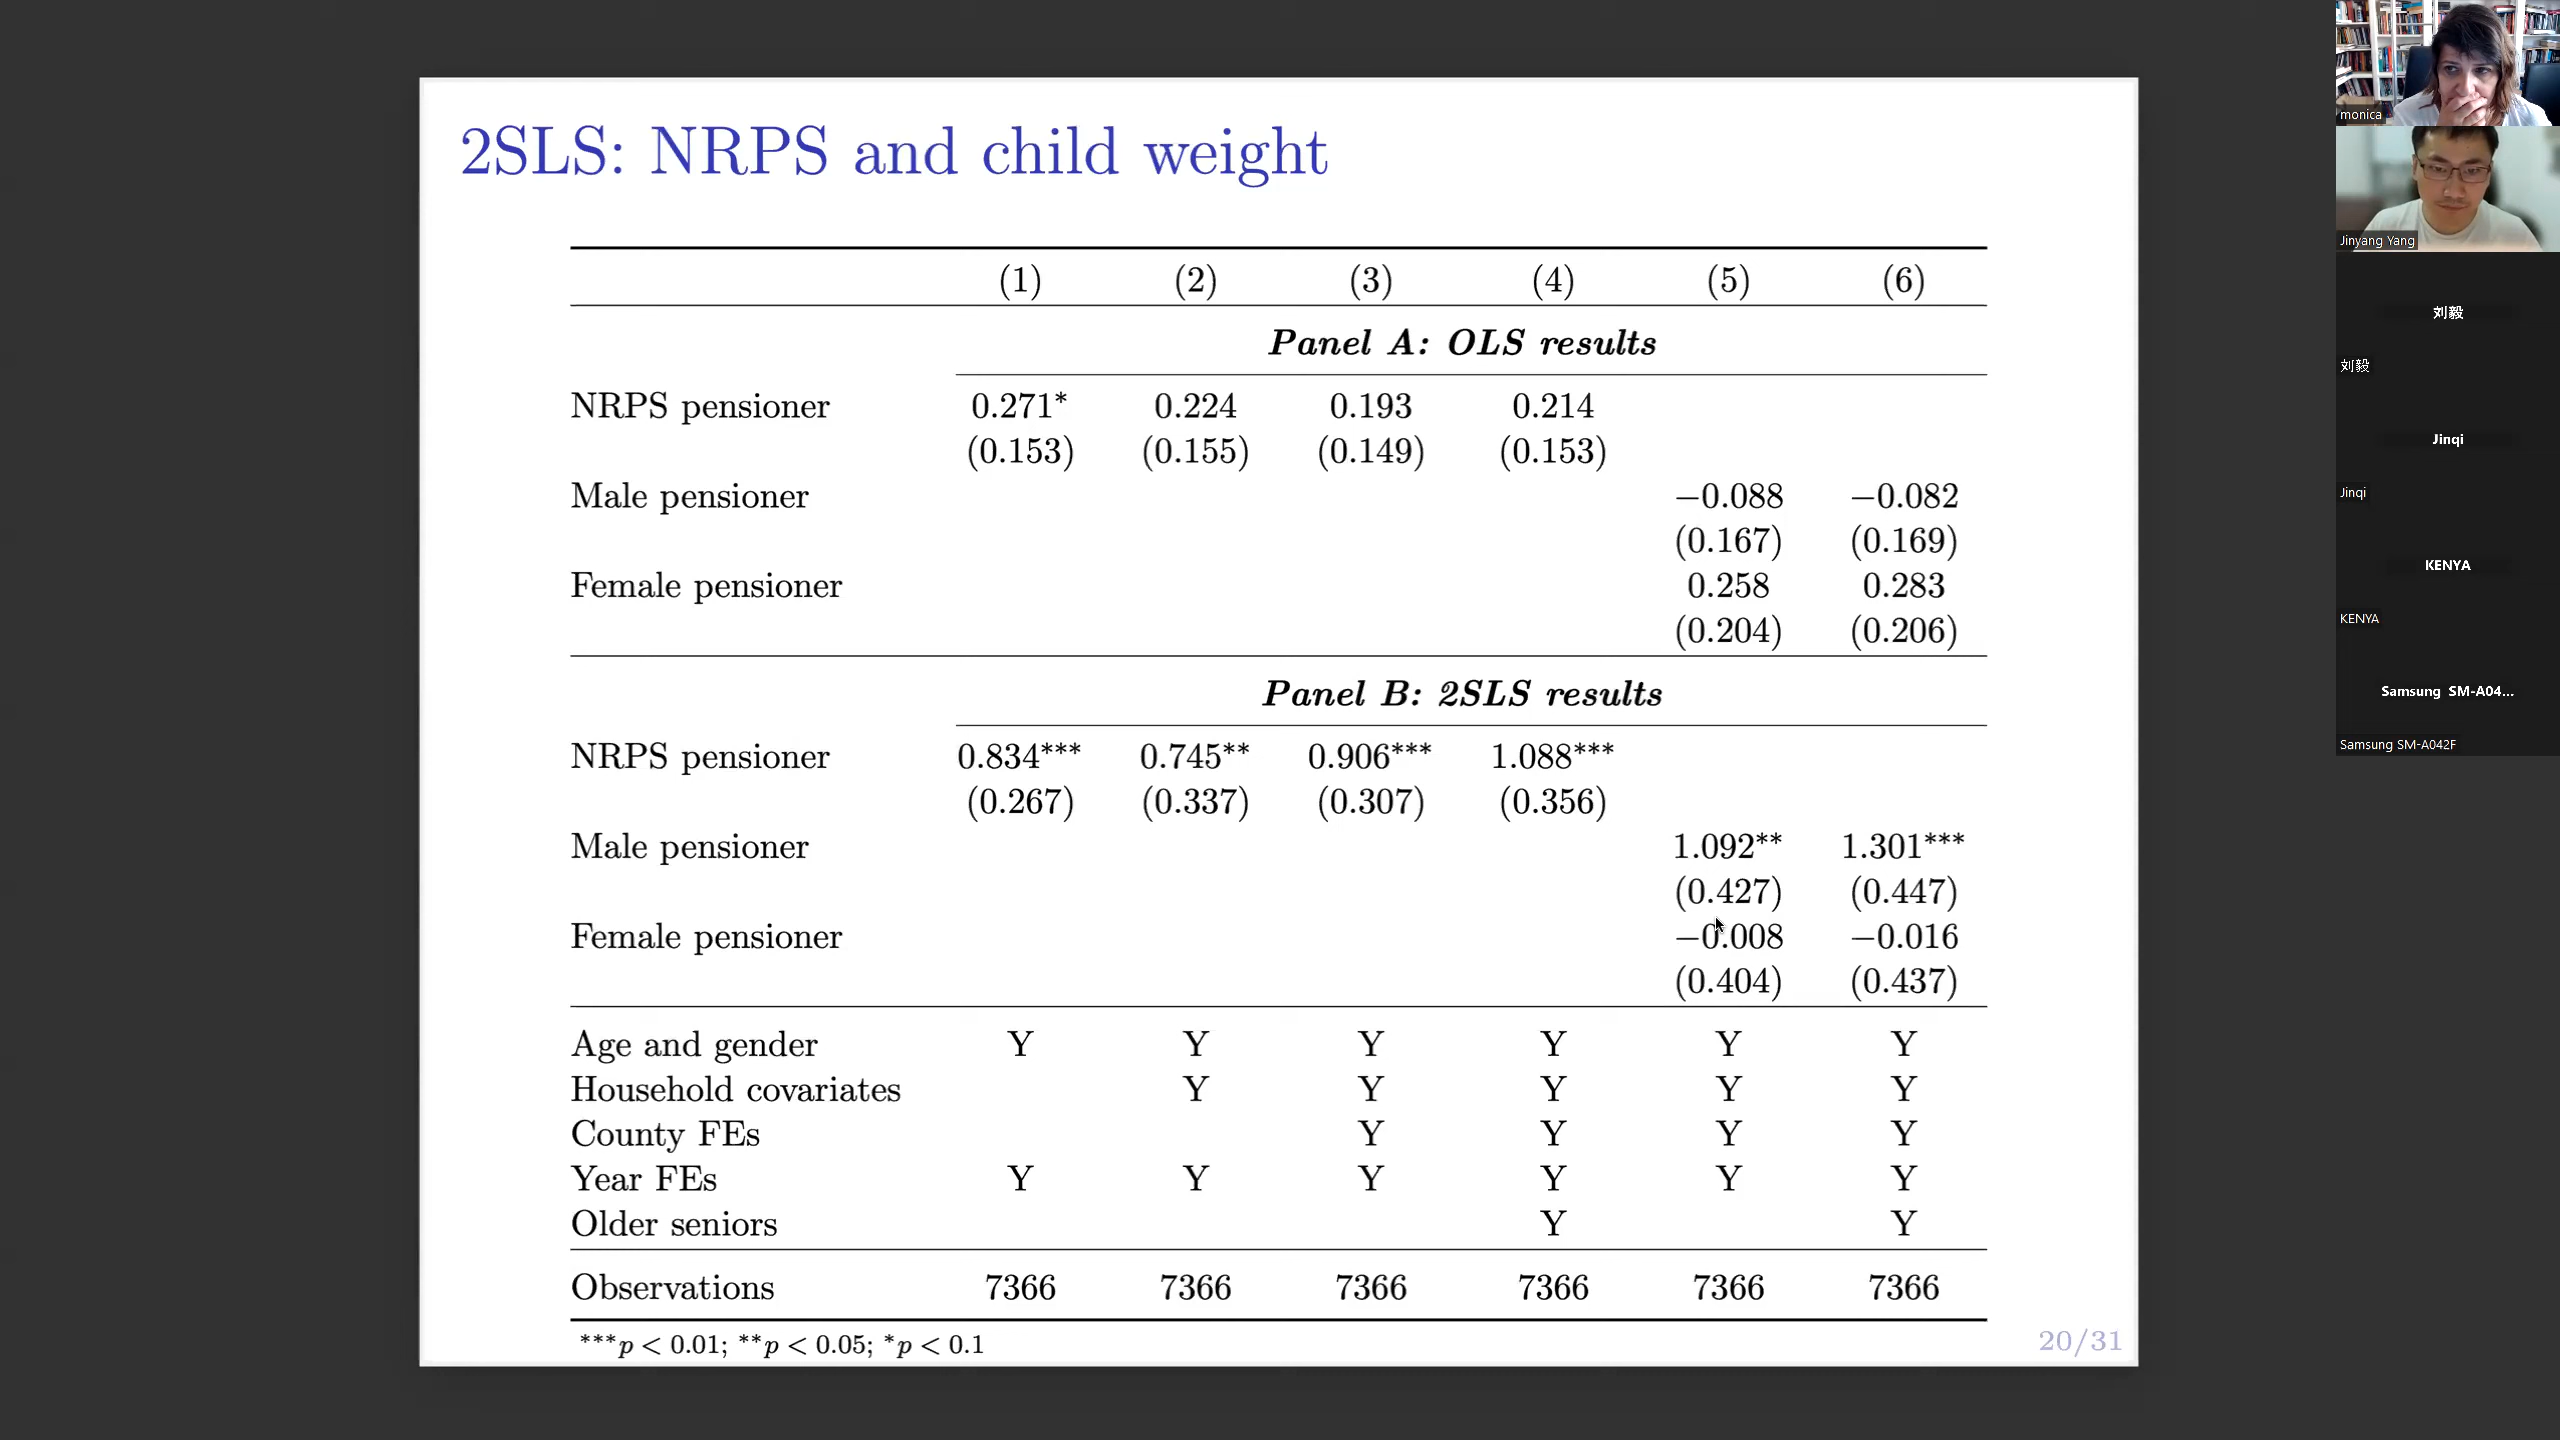 2SLS: NRPS and child weight
(1) (2) (3) (4) (5) (6)
Panel A: OLS results
NRPS pensioner 0.271* 0.224 0.193 0.214
(0.153) (0.155) (0.149) (0.153)
Male pensioner −0.088 −0.082
(0.167) (0.169)
Female pensioner 0.258 0.283
(0.204) (0.206)
Panel B: 2SLS results
NRPS pensioner 0.834*** 0.745** 0.906*** 1.088***
(0.267) (0.337) (0.307) (0.356)
Male pensioner 1.092** 1.301***
(0.427) (0.447)
Female pensioner −0.008 −0.016
(0.404) (0.437)
Age and gender Y Y Y Y Y Y
Household covariates Y Y Y Y Y
County FEs Y Y Y Y
Year FEs Y Y Y Y Y Y
Older seniors Y Y
Observations 7366 7366 7366 7366 7366 7366
***p < 0.01; **p < 0.05; *p < 0.1
20/31
monica
Jinyang Yang
刘毅
刘毅
Jinqi
Jinqi
KENYA
KENYA
Samsung SM-A04...
Samsung SM-A042F